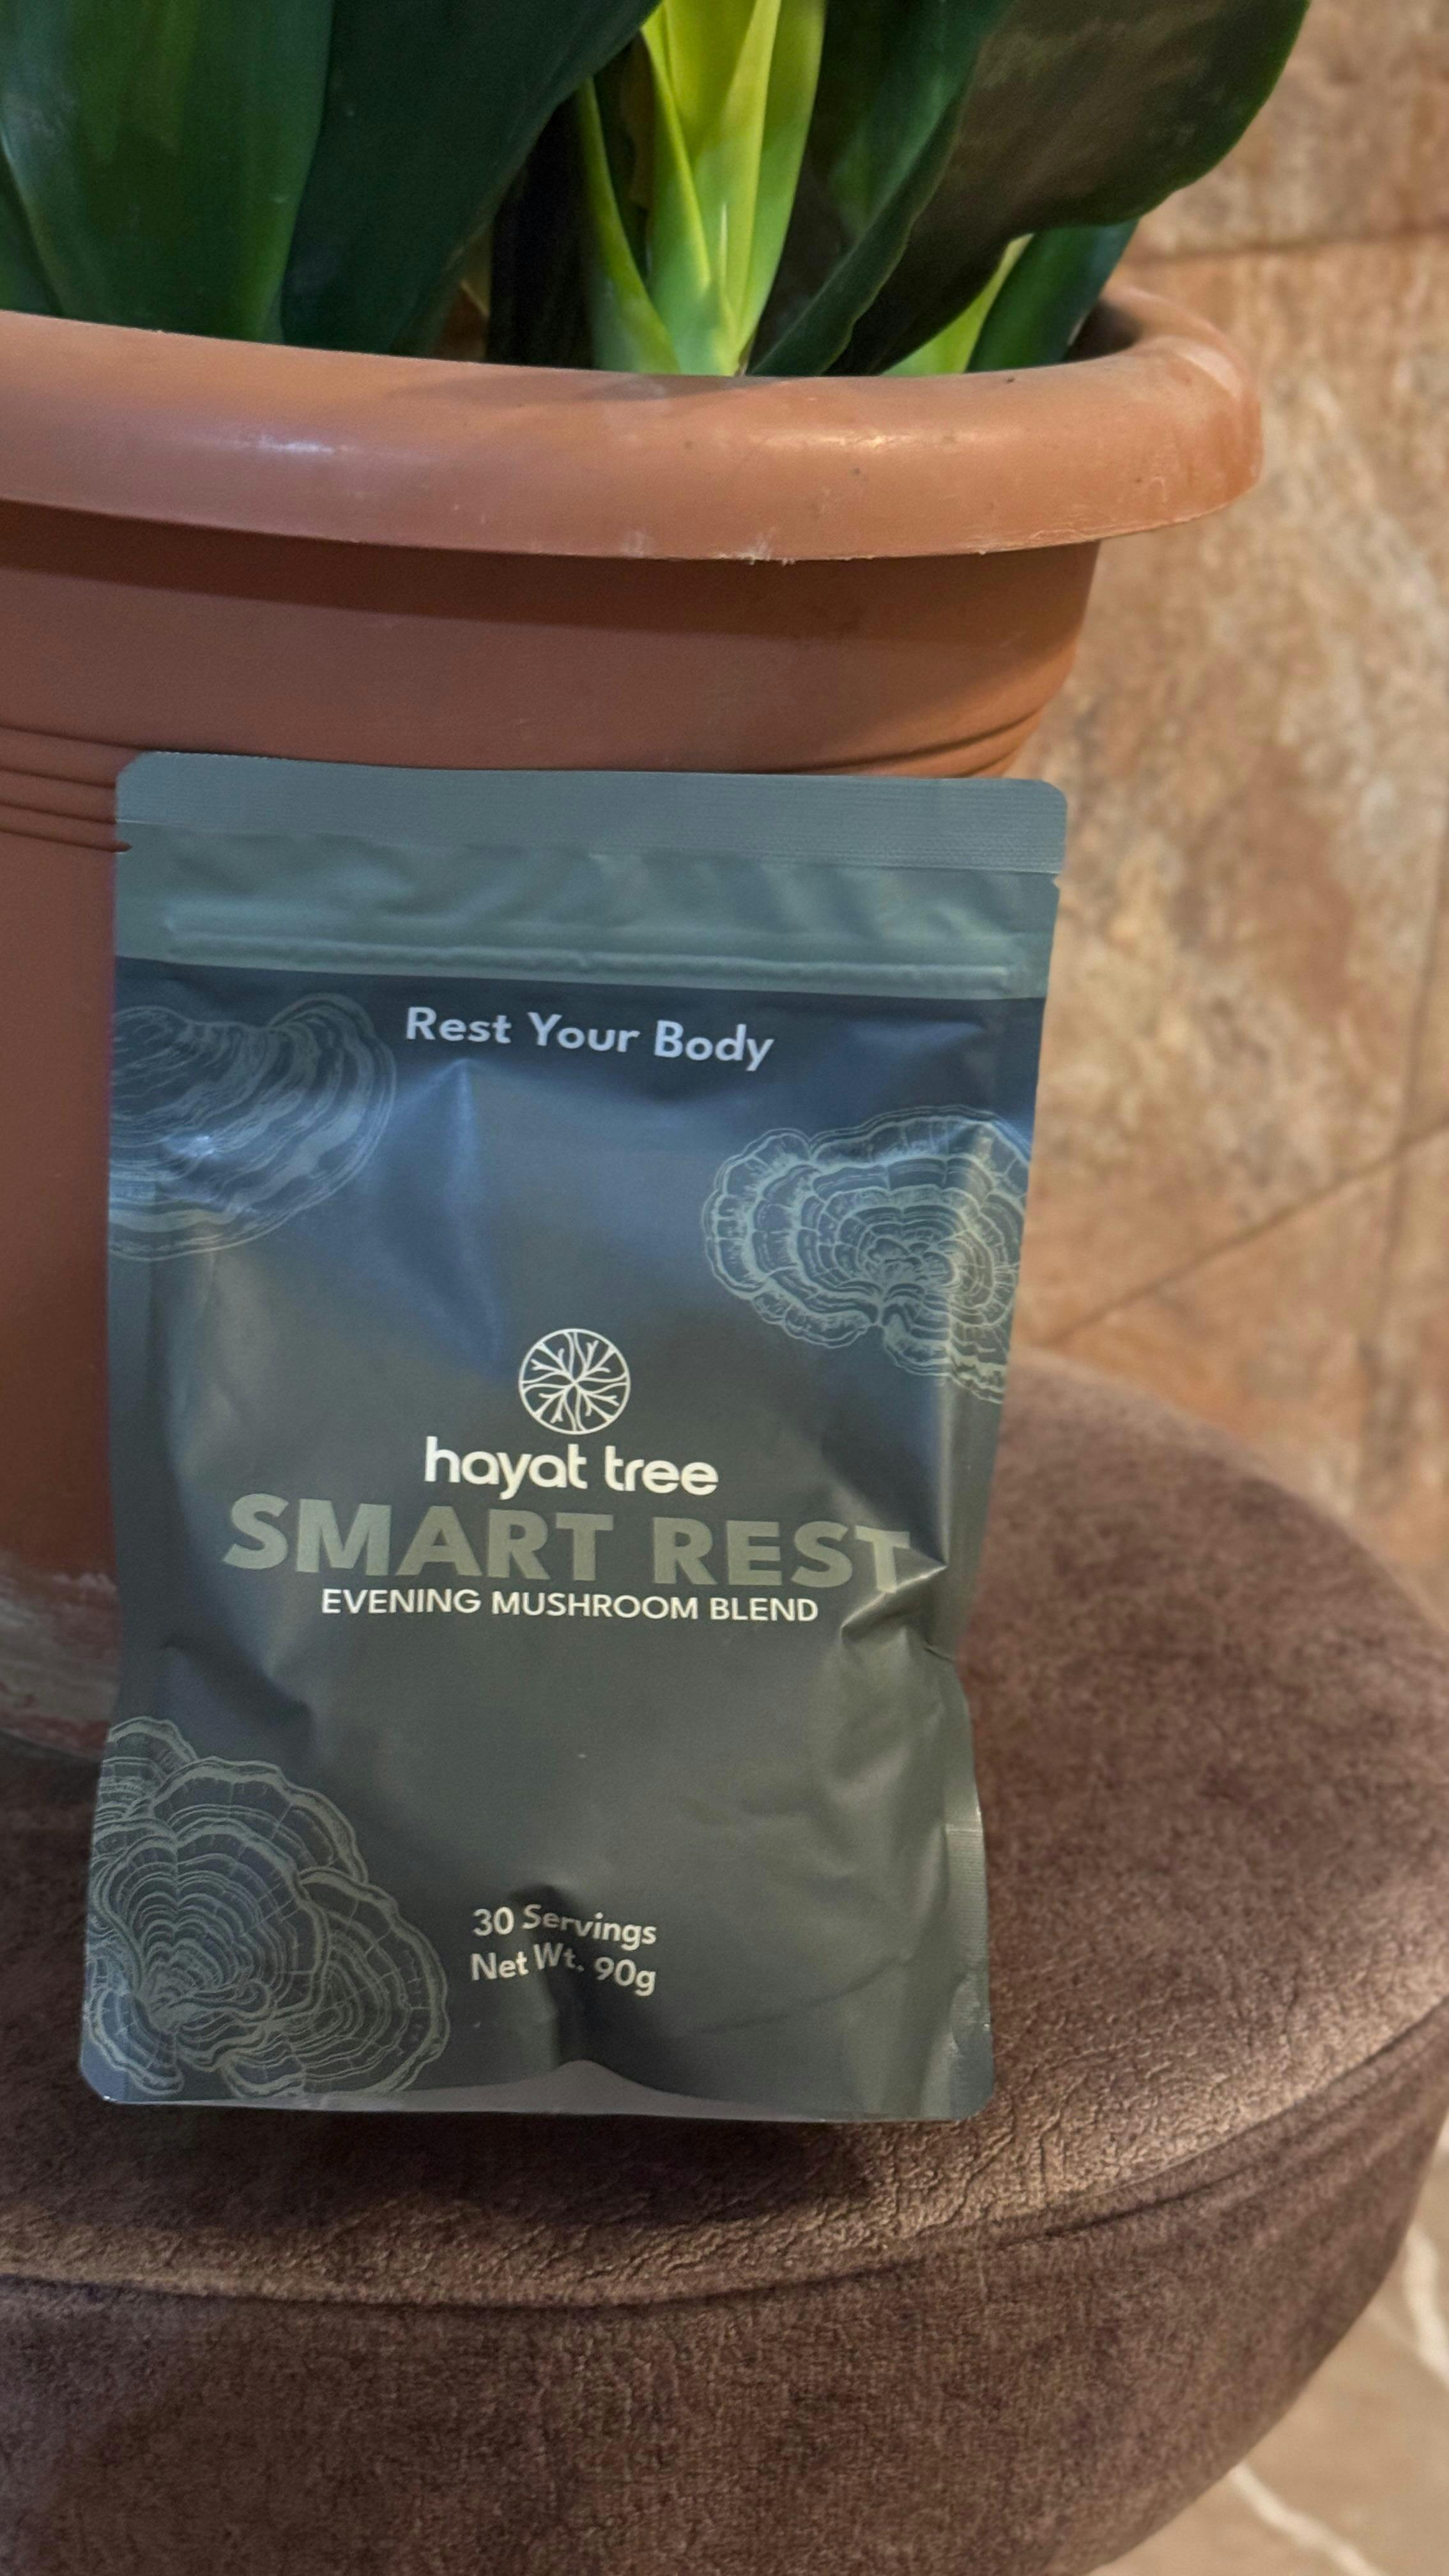 Rest Your Body
hayat tree
SMART REST
EVENING MUSHROOM BLEND
30 Servings
Net Wt. 90g